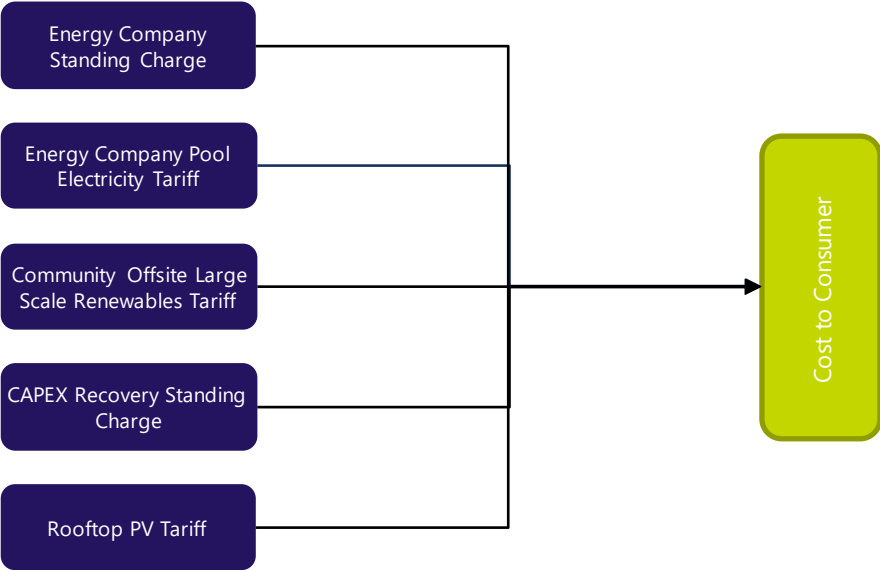 Energy Company
Standing Charge
Energy Company Pool
Electricity Tariff
Community Offsite Large
Scale Renewables Tariff
CAPEX Recovery Standing
Charge
Rooftop PV Tariff
Cost to Consumer